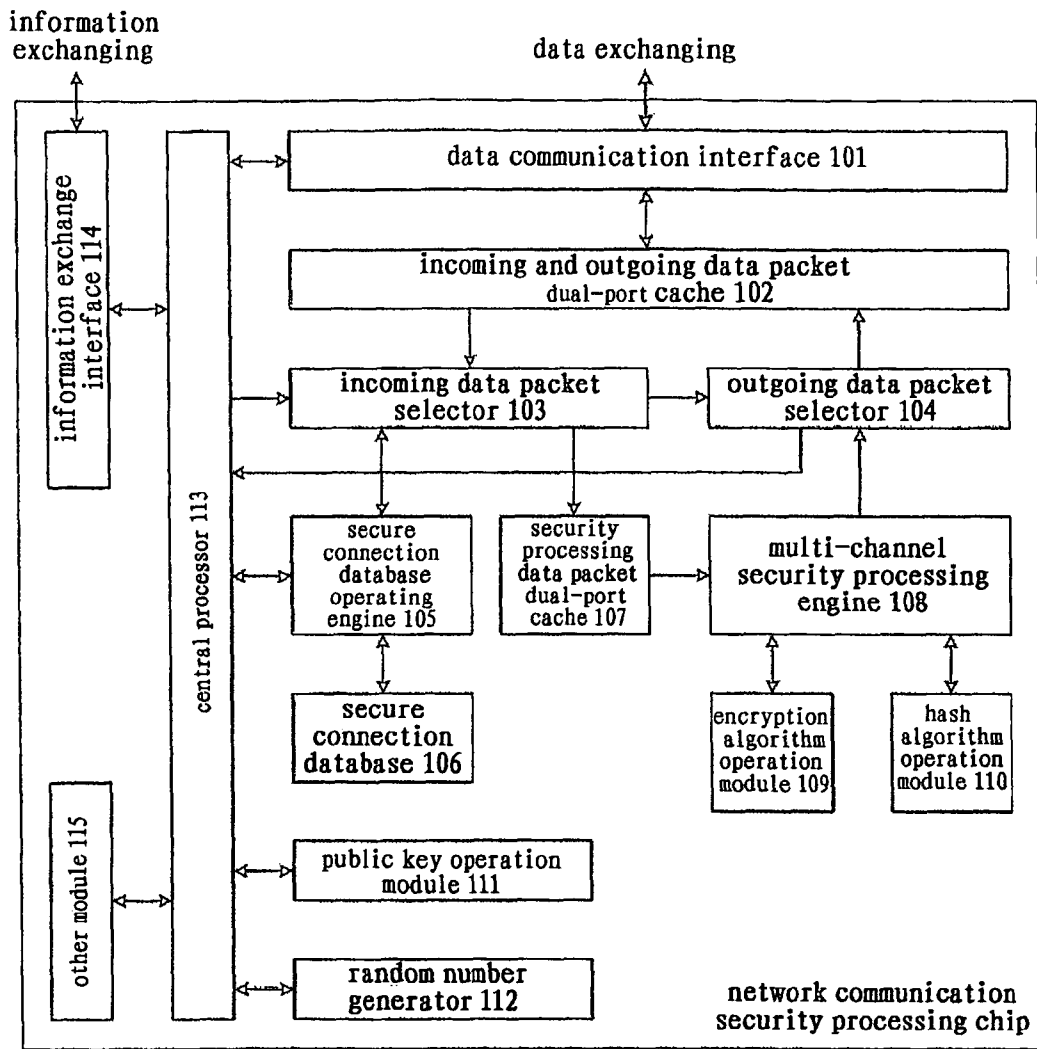 information
exchanging
data exchanging
information exchange
interface 114
central processor 113
data communication interface 101
incoming and outgoing data packet
dual-port cache 102
incoming data packet
selector 103
outgoing data packet
selector 104
secure
connection
database
operating
engine 105
security
processing
data packet
dual-port
cache 107
multi-channel
security processing
engine 108
secure
connection
database 106
encryption
algorithm
operation
module 109
hash
algorithm
operation
module 110
other module 115
public key operation
module 111
random number
generator 112
network communication
security processing chip